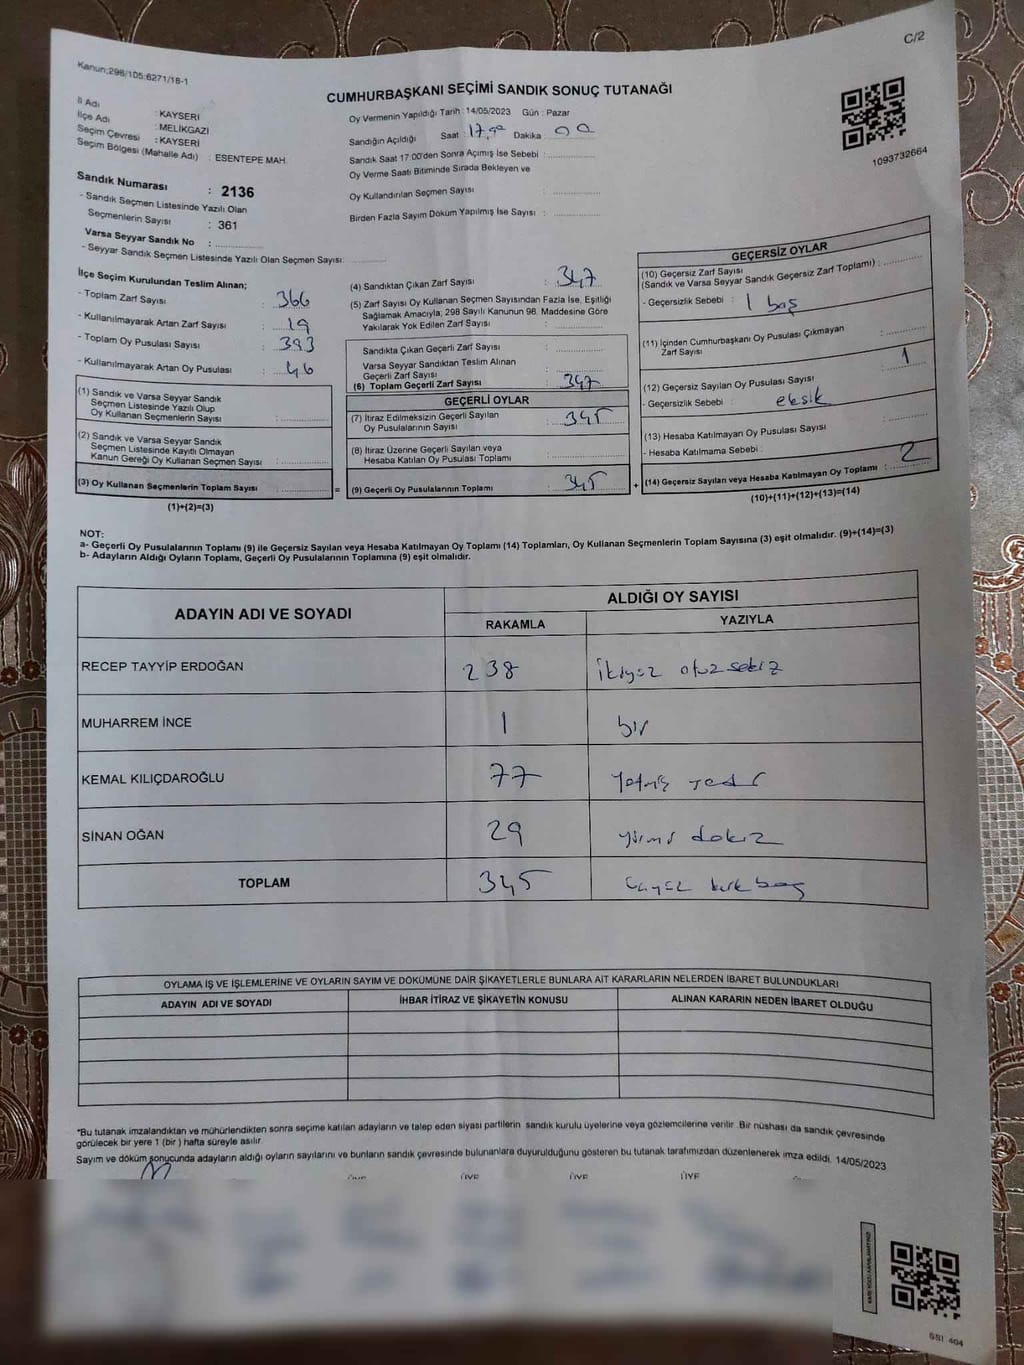 C/2
Kanun:298/105:6271/18-1
CUMHURBAŞKANI SEÇİMİ SANDIK SONUÇ TUTANAĞI
İl Adı : KAYSERİ
İlçe Adı : MELİKGAZİ
Seçim Çevresi : KAYSERİ
Seçim Bölgesi (Mahalle Adı) : ESENTEPE MAH.
Oy Vermenin Yapıldığı Tarih : 14/05/2023 Gün : Pazar
Sandığın Açıldığı Saat : 17.00 Dakika 00
Sandık Saat 17:00'den Sonra Açımış İse Sebebi :
Oy Verme Saati Bitiminde Sırada Bekleyen ve
Oy Kullandırılan Seçmen Sayısı :
Birden Fazla Sayım Döküm Yapılmış İse Sayısı :
1093732664
Sandık Numarası : 2136
- Sandık Seçmen Listesinde Yazılı Olan
Seçmenlerin Sayısı : 361
Varsa Seyyar Sandık No :
- Seyyar Sandık Seçmen Listesinde Yazılı Olan Seçmen Sayısı:
İlçe Seçim Kurulundan Teslim Alınan;
- Toplam Zarf Sayısı : 366
- Kullanılmayarak Artan Zarf Sayısı : 19
- Toplam Oy Pusulası Sayısı : 393
- Kullanılmayarak Artan Oy Pusulası : 46
(1) Sandık ve Varsa Seyyar Sandık
Seçmen Listesinde Yazılı Olup
Oy Kullanan Seçmenlerin Sayısı :
(2) Sandık ve Varsa Seyyar Sandık
Seçmen Listesinde Kayıtlı Olmayan
Kanun Gereği Oy Kullanan Seçmen Sayısı :
(3) Oy Kullanan Seçmenlerin Toplam Sayısı :
(1)+(2)=(3)
(4) Sandıktan Çıkan Zarf Sayısı : 347
(5) Zarf Sayısı Oy Kullanan Seçmen Sayısından Fazla İse, Eşitliği
Sağlamak Amacıyla, 298 Sayılı Kanunun 98. Maddesine Göre
Yakılarak Yok Edilen Zarf Sayısı :
Sandıkta Çıkan Geçerli Zarf Sayısı :
Varsa Seyyar Sandıktan Teslim Alınan
Geçerli Zarf Sayısı :
(6) Toplam Geçerli Zarf Sayısı : 347
GEÇERLİ OYLAR
(7) İtiraz Edilmeksizin Geçerli Sayılan
Oy Pusulalarının Sayısı : 345
(8) İtiraz Üzerine Geçerli Sayılan veya
Hesaba Katılan Oy Pusulası Toplamı :
= (9) Geçerli Oy Pusulalarının Toplamı : 345
GEÇERSİZ OYLAR
(10) Geçersiz Zarf Sayısı
(Sandık ve Varsa Seyyar Sandık Geçersiz Zarf Toplamı) :
- Geçersizlik Sebebi : 1 boş
(11) İçinden Cumhurbaşkanı Oy Pusulası Çıkmayan
Zarf Sayısı :
(12) Geçersiz Sayılan Oy Pusulası Sayısı : 1
- Geçersizlik Sebebi : eksik
(13) Hesaba Katılmayan Oy Pusulası Sayısı :
- Hesaba Katılmama Sebebi :
+ (14) Geçersiz Sayılan veya Hesaba Katılmayan Oy Toplamı : 2
(10)+(11)+(12)+(13)=(14)
NOT:
a- Geçerli Oy Pusulalarının Toplamı (9) ile Geçersiz Sayılan veya Hesaba Katılmayan Oy Toplamı (14) Toplamları, Oy Kullanan Seçmenlerin Toplam Sayısına (3) eşit olmalıdır. (9)+(14)=(3)
b- Adayların Aldığı Oyların Toplamı, Geçerli Oy Pusulalarının Toplamına (9) eşit olmalıdır.
ADAYIN ADI VE SOYADI
ALDIĞI OY SAYISI
RAKAMLA YAZIYLA
RECEP TAYYİP ERDOĞAN 238 ikiyüz otuz sekiz
MUHARREM İNCE 1 bir
KEMAL KILIÇDAROĞLU 77 yetmiş yedi
SİNAN OĞAN 29 yirmi dokuz
TOPLAM 345 üçyüz kırk beş
OYLAMA İŞ VE İŞLEMLERİNE VE OYLARIN SAYIM VE DÖKÜMÜNE DAİR ŞİKAYETLERLE BUNLARA AİT KARARLARIN NELERDEN İBARET BULUNDUKLARI
ADAYIN ADI VE SOYADI İHBAR İTİRAZ VE ŞİKAYETİN KONUSU ALINAN KARARIN NEDEN İBARET OLDUĞU
*Bu tutanak imzalandıktan ve mühürlendikten sonra seçime katılan adayların ve talep eden siyasi partilerin sandık kurulu üyelerine veya gözlemcilerine verilir. Bir nüshası da sandık çevresinde
görülecek bir yere 1 (bir ) hafta süreyle asılır.
Sayım ve döküm sonucunda adayların aldığı oyların sayılarını ve bunların sandık çevresinde bulunanlara duyurulduğunu gösteren bu tutanak tarafımızdan düzenlenerek imza edildi. 14/05/2023
ÜYE ÜYE ÜYE ÜYE